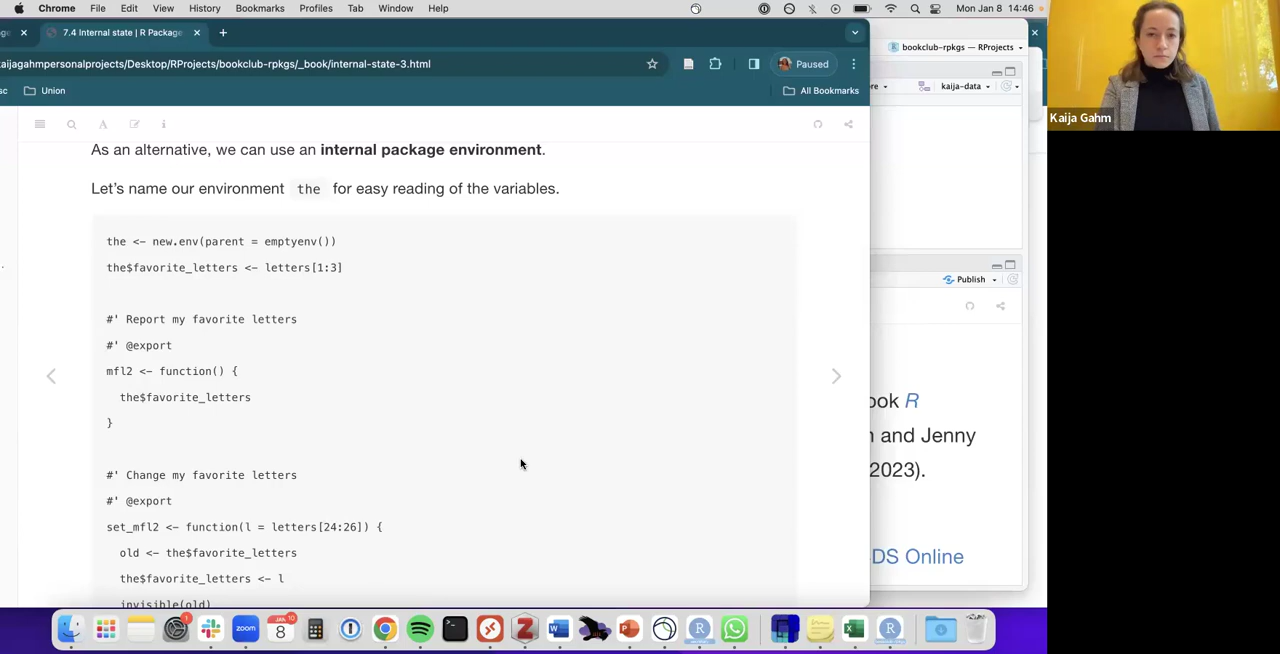 Chrome File Edit View History Bookmarks Profiles Tab Window Help Mon Jan 8 14:46
7.4 Internal state | R Package
aijagahmpersonalprojects/Desktop/RProjects/bookclub-rpkgs/_book/internal-state-3.html
Paused
sc Union All Bookmarks
bookclub-rpkgs — RProjects
kaija-data
Publish
As an alternative, we can use an internal package environment.
Let's name our environment the for easy reading of the variables.
the <- new.env(parent = emptyenv())
the$favorite_letters <- letters[1:3]
#' Report my favorite letters
#' @export
mfl2 <- function() {
the$favorite_letters
}
#' Change my favorite letters
#' @export
set_mfl2 <- function(l = letters[24:26]) {
old <- the$favorite_letters
the$favorite_letters <- l
invisible(old)
ook R
n and Jenny
2023).
DS Online
Kaija Gahm
zoom
JAN
8